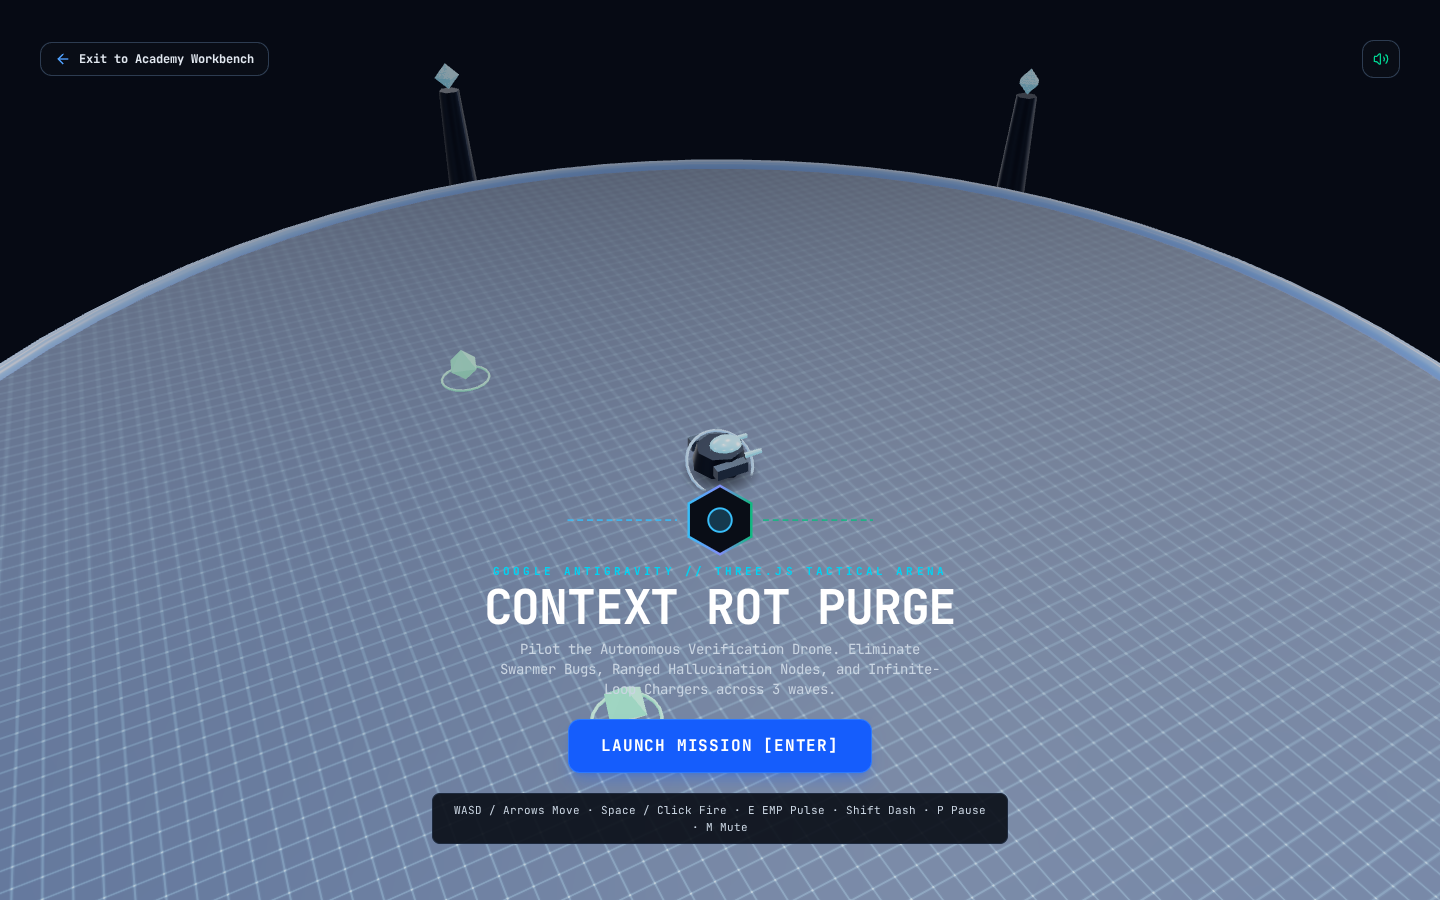 Exit to Academy Workbench
GOOGLE ANTIGRAVITY // THREE.JS TACTICAL ARENA
CONTEXT ROT PURGE
Pilot the Autonomous Verification Drone. Eliminate
Swarmer Bugs, Ranged Hallucination Nodes, and Infinite-
Loop Chargers across 3 waves.
LAUNCH MISSION [ENTER]
WASD / Arrows Move · Space / Click Fire · E EMP Pulse · Shift Dash · P Pause
· M Mute